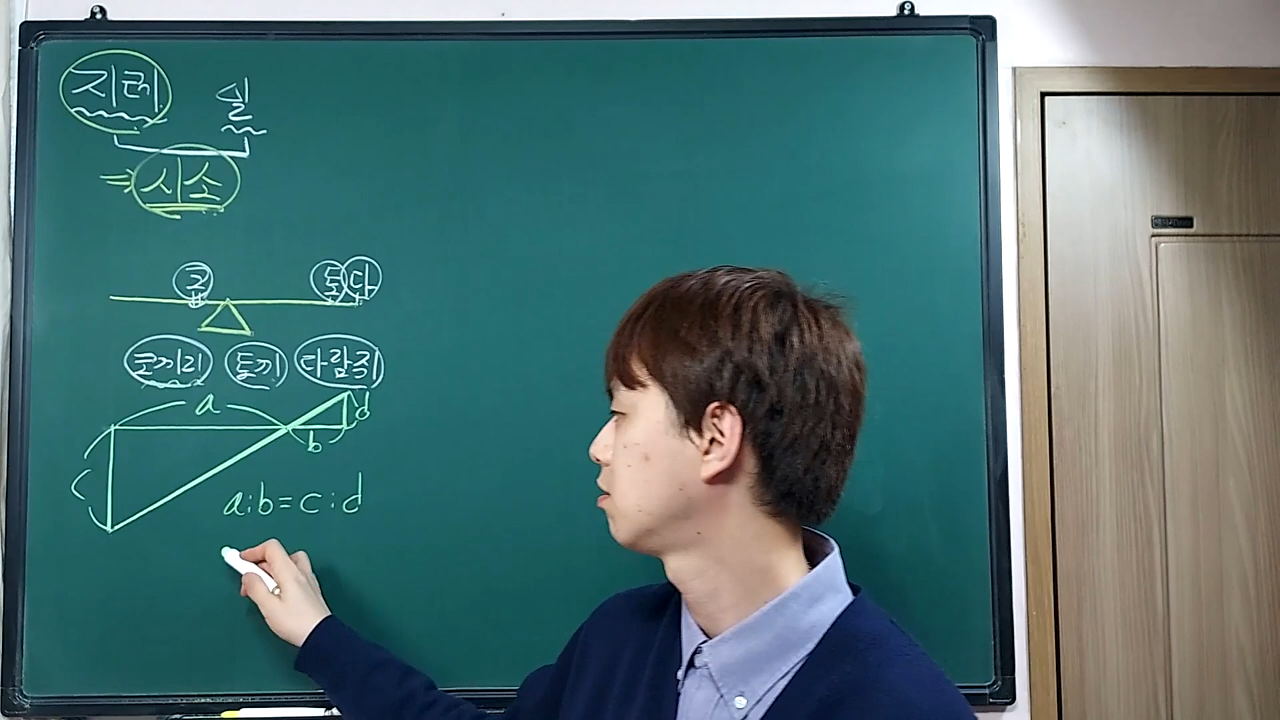 지레 실
⇒ 시소
코 토 다
코끼리 토끼 다람쥐
a
d
b
c
a:b=c:d